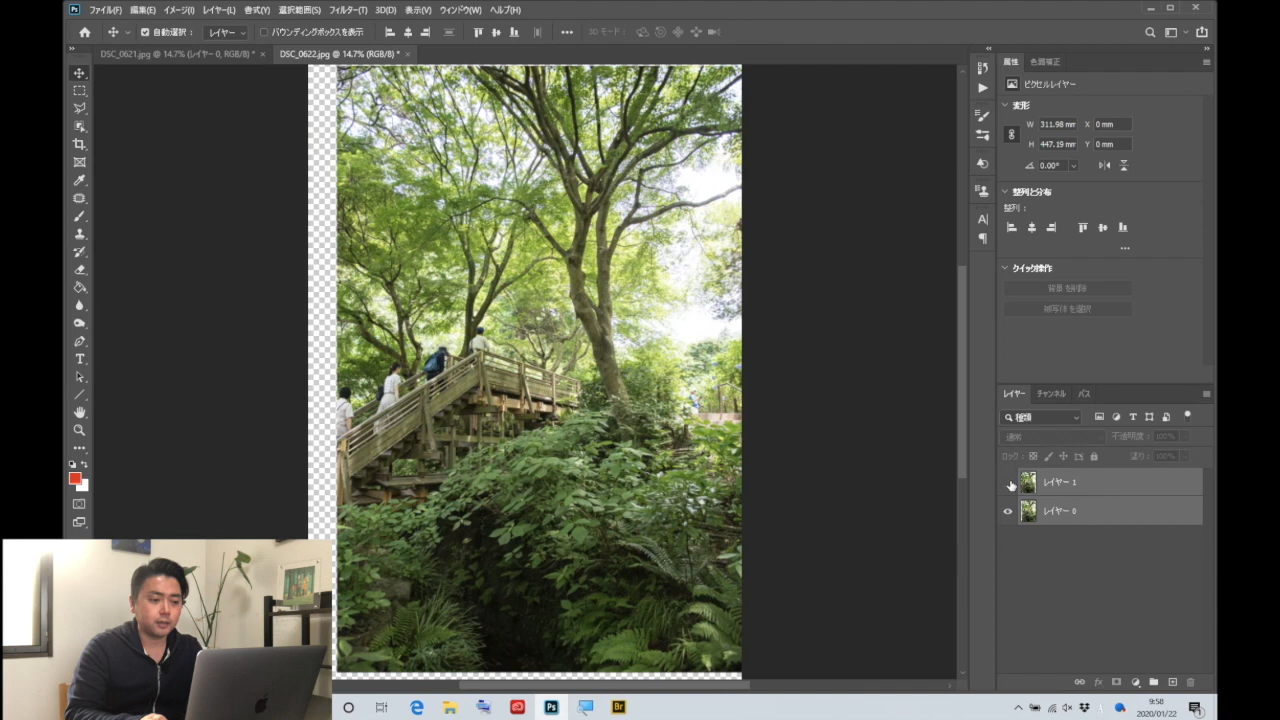 Ps ファイル(F) 編集(E) イメージ(I) レイヤー(L) 書式(Y) 選択範囲(S) フィルター(T) 3D(D) 表示(V) ウィンドウ(W) ヘルプ(H)
自動選択： レイヤー バウンディングボックスを表示 3D モード：
DSC_0621.jpg @ 14.7% (レイヤー 0, RGB/8) * × DSC_0622.jpg @ 14.7% (RGB/8) * ×
属性 色調補正
ピクセルレイヤー
変形
W 311.98 mm X 0 mm
H 447.19 mm Y 0 mm
0.00°
整列と分布
整列：
クイック操作
背景を削除
被写体を選択
レイヤー チャンネル パス
種類
通常 不透明度： 100%
ロック： 塗り： 100%
レイヤー 1
レイヤー 0
fx
Ps Br
9:58
2020/01/22